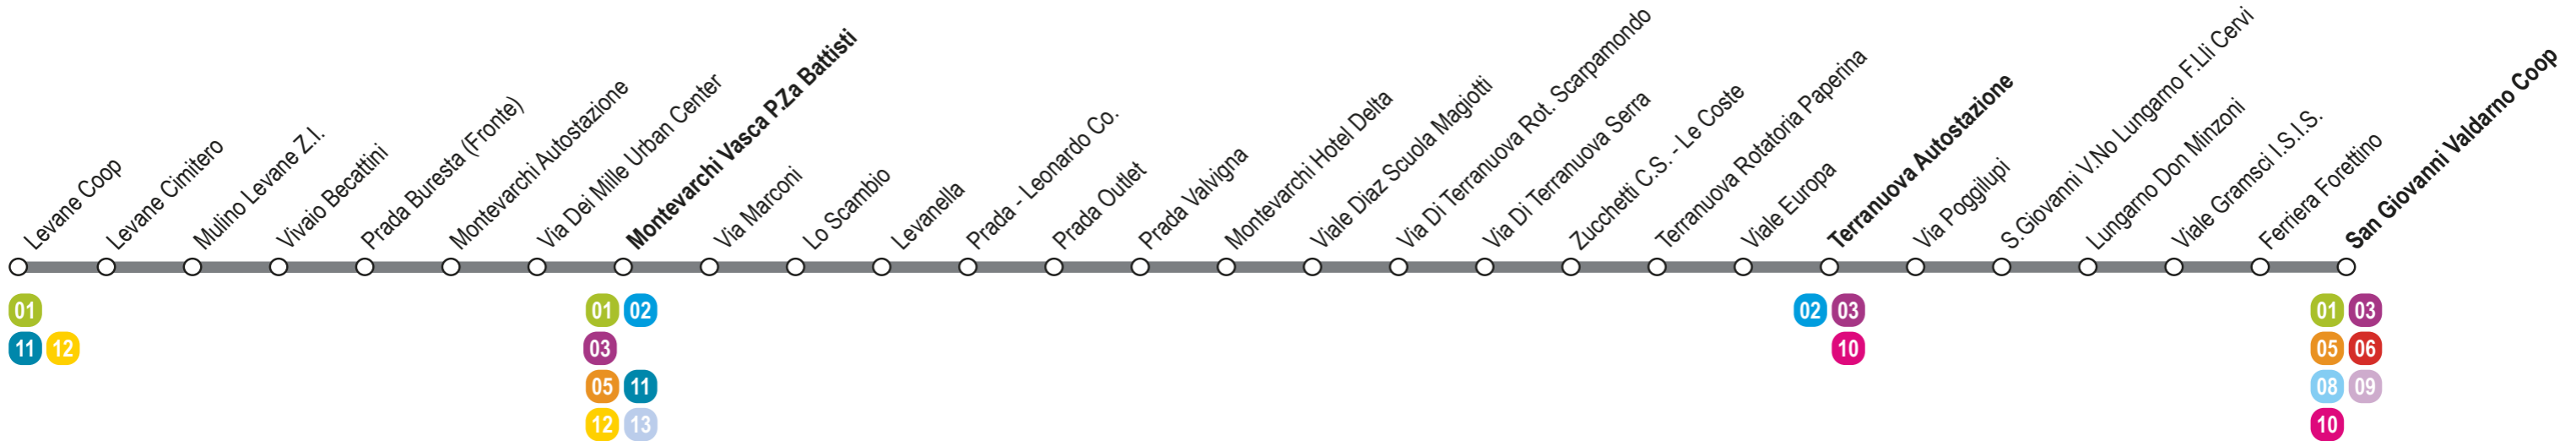 Levane Coop
Levane Cimitero
Mulino Levane Z.I.
Vivaio Becattini
Prada Buresta (Fronte)
Montevarchi Autostazione
Via Dei Mille Urban Center
Montevarchi Vasca P.Za Battisti
Via Marconi
Lo Scambio
Levanella
Prada - Leonardo Co.
Prada Outlet
Prada Valvigna
Montevarchi Hotel Delta
Viale Diaz Scuola Magiotti
Via Di Terranuova Rot. Scarpamondo
Via Di Terranuova Serra
Zucchetti C.S. - Le Coste
Terranuova Rotatoria Paperina
Viale Europa
Terranuova Autostazione
Via Poggilupi
S.Giovanni V.No Lungarno F.Lli Cervi
Lungarno Don Minzoni
Viale Gramsci I.S.I.S.
Ferriera Forettino
San Giovanni Valdarno Coop
01
11 12
01 02
03
05 11
12 13
02 03
10
01 03
05 06
08 09
10